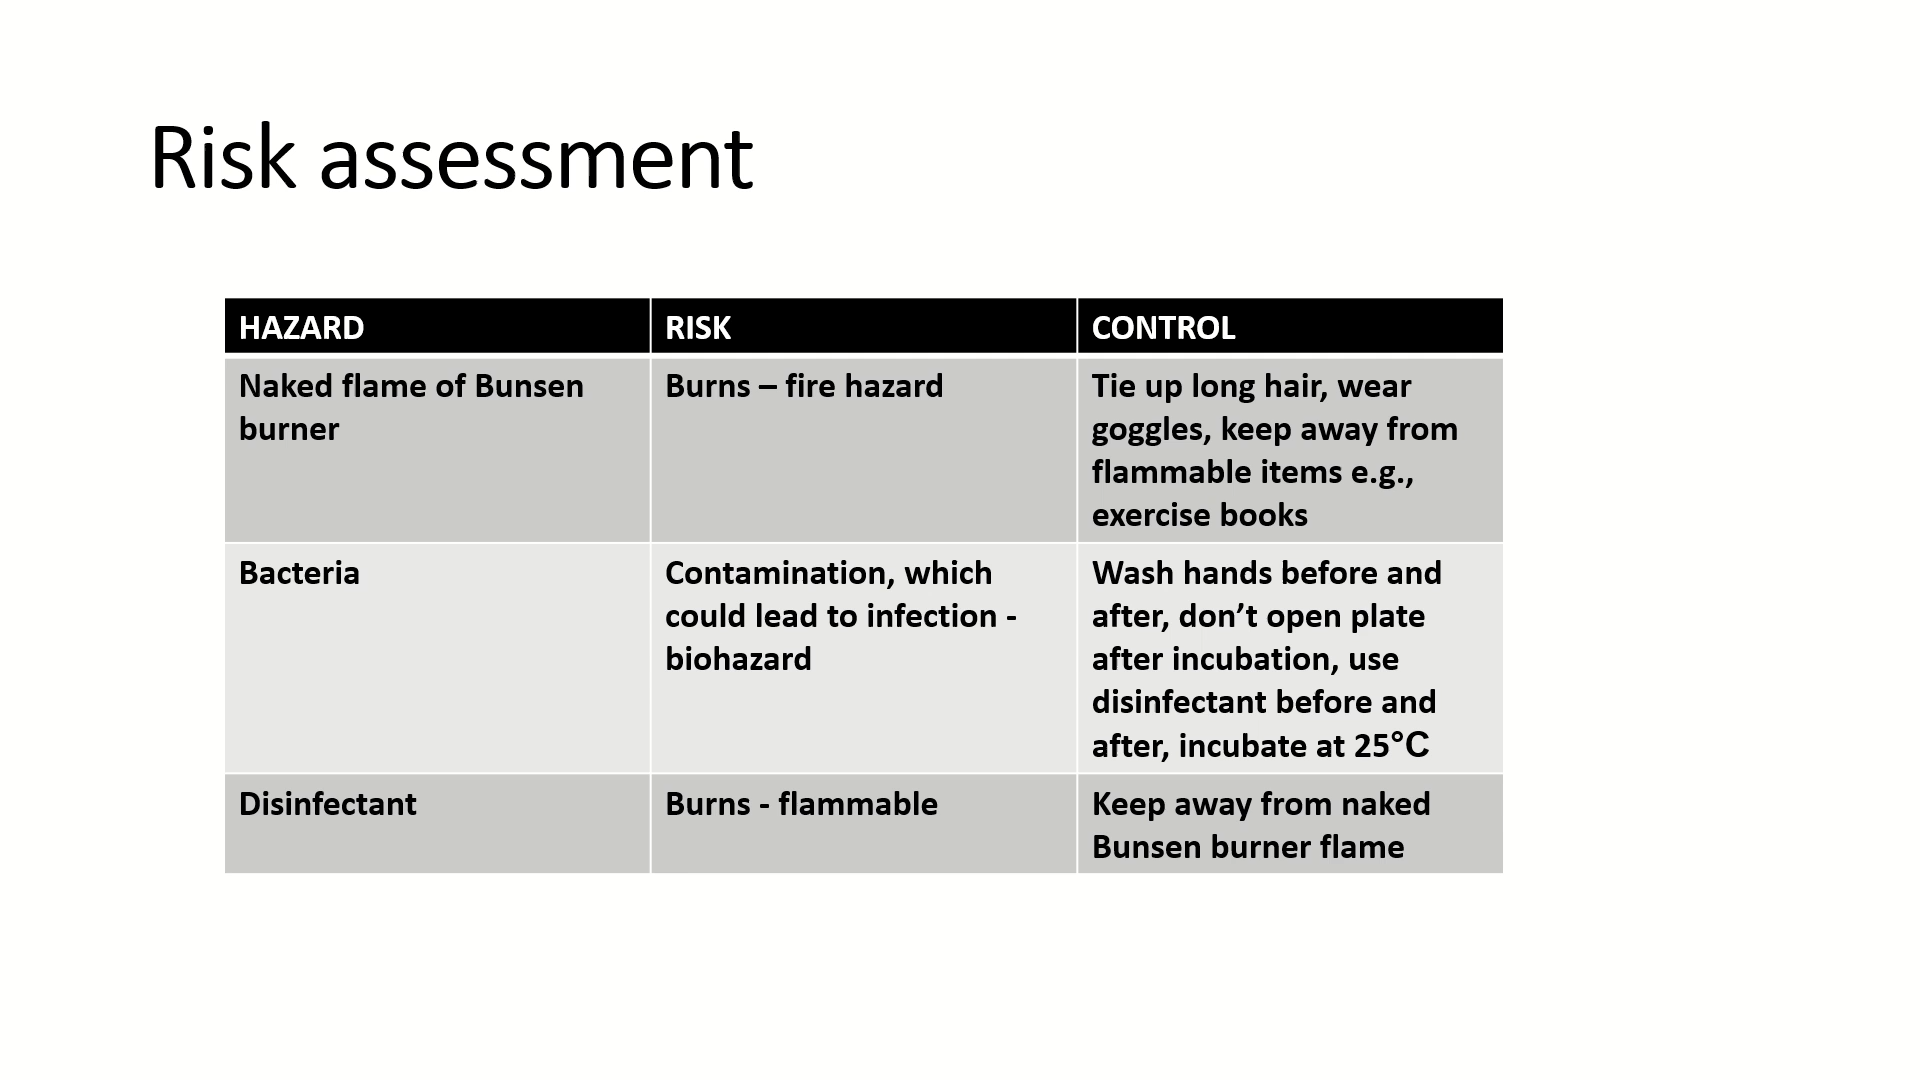 Risk assessment
HAZARD
RISK
CONTROL
Naked flame of Bunsen
burner
Burns – fire hazard
Tie up long hair, wear
goggles, keep away from
flammable items e.g.,
exercise books
Bacteria
Contamination, which
could lead to infection -
biohazard
Wash hands before and
after, don’t open plate
after incubation, use
disinfectant before and
after, incubate at 25°C
Disinfectant
Burns - flammable
Keep away from naked
Bunsen burner flame